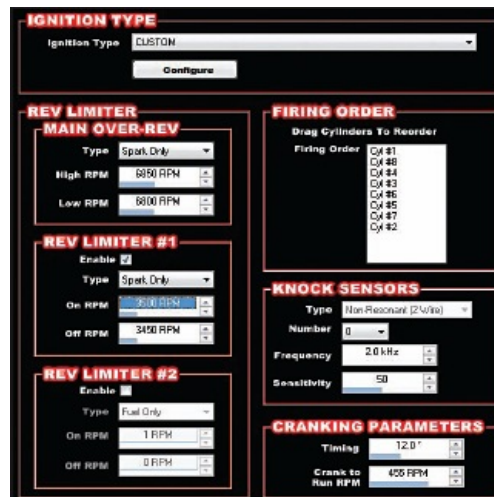 IGNITION TYPE
Ignition Type CUSTOM
Configure
REV LIMITER
MAIN OVER-REV
Type Spark Only
High RPM 6850 RPM
Low RPM 6800 RPM
REV LIMITER #1
Enable
Type Spark Only
On RPM 3500 RPM
Off RPM 3450 RPM
REV LIMITER #2
Enable
Type Fuel Only
On RPM 1 RPM
Off RPM 0 RPM
FIRING ORDER
Drag Cylinders To Reorder
Firing Order Cyl #1
Cyl #8
Cyl #4
Cyl #3
Cyl #6
Cyl #5
Cyl #7
Cyl #2
KNOCK SENSORS
Type Non-Resonant (2 Wire)
Number 0
Frequency 2.0 kHz
Sensitivity 50
CRANKING PARAMETERS
Timing 12.0 °
Crank to
Run RPM 455 RPM